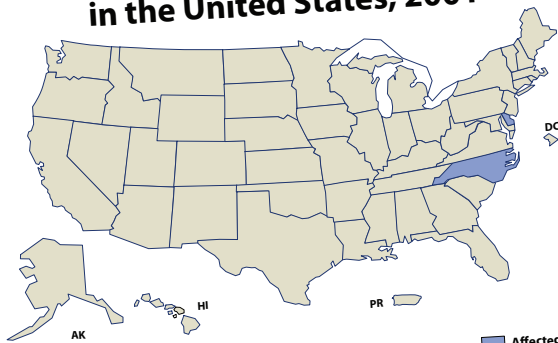 in the United States,
DC
HI
PR
AK
Affected